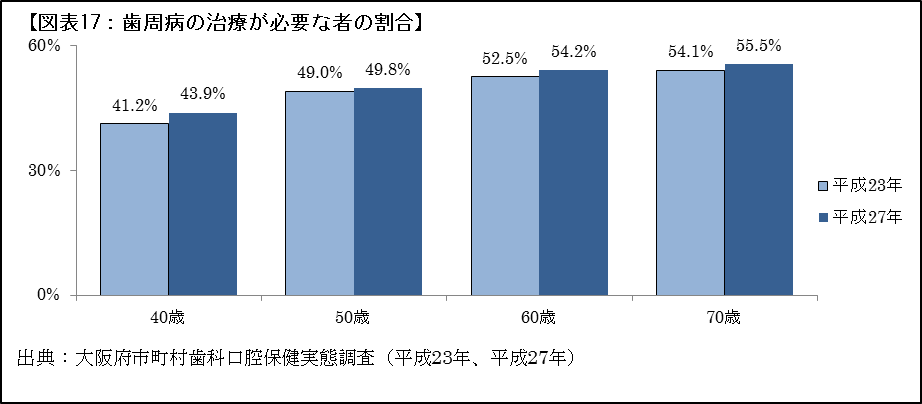 【図表17：歯周病の治療が必要な者の割合】
60%
30%
0%
41.2%
43.9%
49.0%
49.8%
52.5%
54.2%
54.1%
55.5%
40歳
50歳
60歳
70歳
平成23年
平成27年
出典：大阪府市町村歯科口腔保健実態調査（平成23年、平成27年）